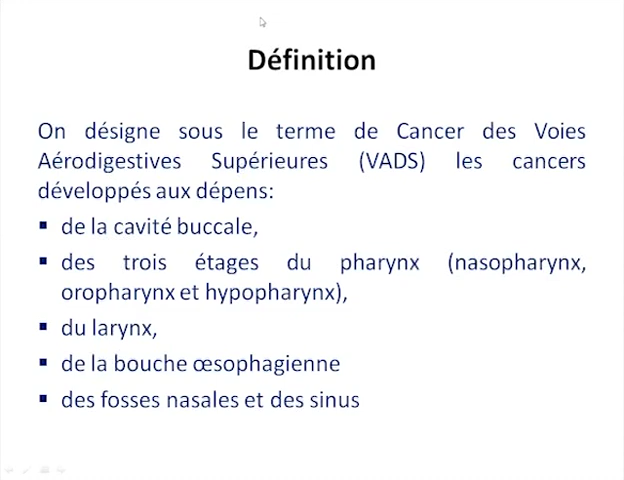 Définition
On désigne sous le terme de Cancer des Voies
Aérodigestives Supérieures (VADS) les cancers
développés aux dépens:
▪ de la cavité buccale,
▪ des trois étages du pharynx (nasopharynx,
oropharynx et hypopharynx),
▪ du larynx,
▪ de la bouche œsophagienne
▪ des fosses nasales et des sinus